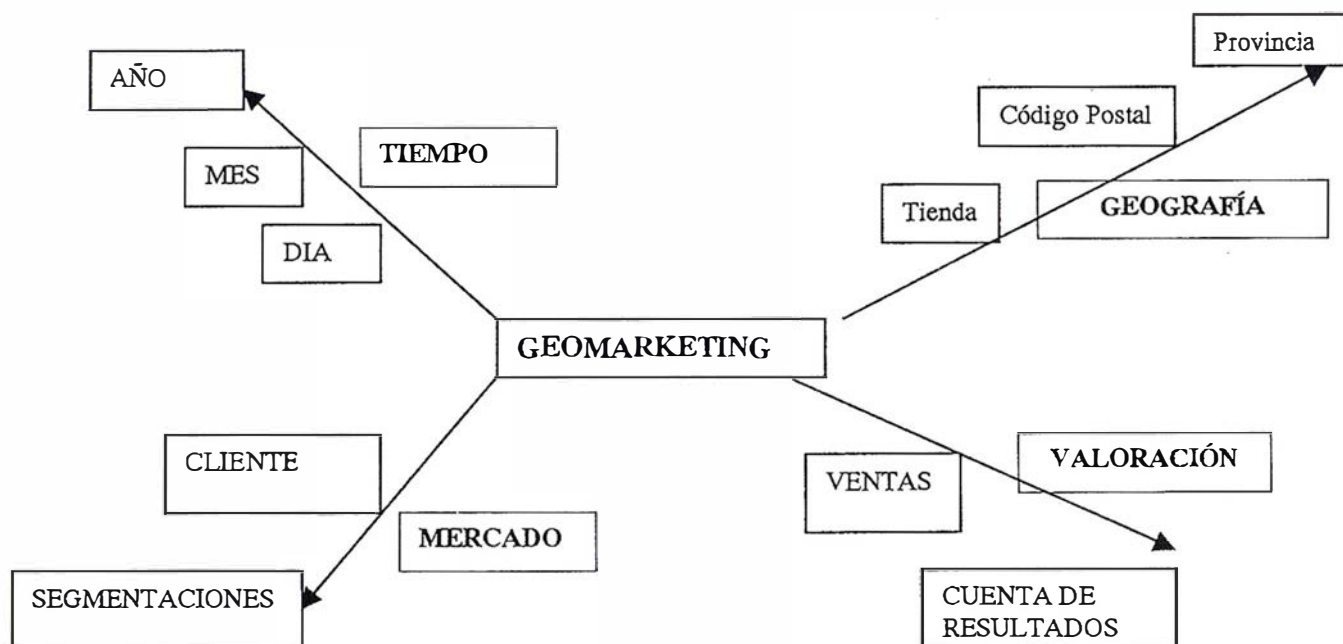 Provincia
AÑO
Código Postal
TIEMPO
MES
Tienda
GEOGRAFÍA
DIA
GEOMARKETING
CLIENTE
VENTAS
VALORACIÓN
MERCADO
SEGMENTACIONES
CUENTA DE
RESULTADOS